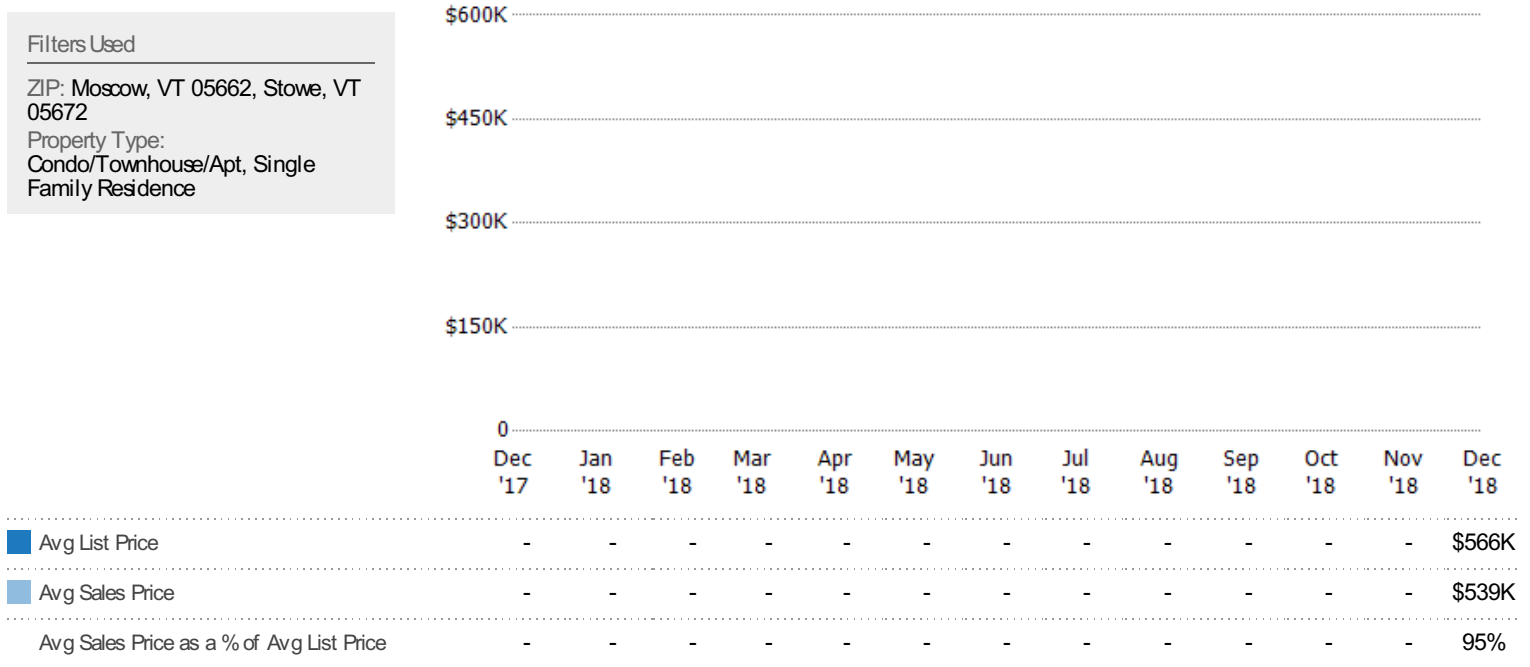 Filters Used
ZIP: Moscow, VT 05662, Stowe, VT
05672
Property Type:
Condo/Townhouse/Apt, Single
Family Residence
$600K
$450K
$300K
$150K
0
Dec Jan Feb Mar Apr May Jun Jul Aug Sep Oct Nov Dec
'17 '18 '18 '18 '18 '18 '18 '18 '18 '18 '18 '18 '18
Avg List Price - - - - - - - - - - - - $566K
Avg Sales Price - - - - - - - - - - - - $539K
Avg Sales Price as a % of Avg List Price - - - - - - - - - - - - 95%